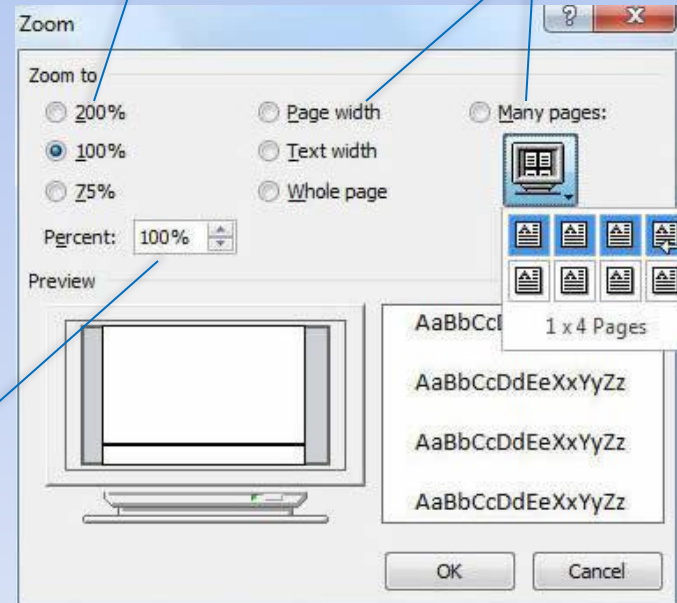 Zoom
Zoom to
200%
Page width
Many pages:
100%
Text width
75%
Whole page
Percent: 100%
Preview
1 x 4 Pages
AaBbCcDdEeXxYyZz
AaBbCcDdEeXxYyZz
AaBbCcDdEeXxYyZz
OK
Cancel